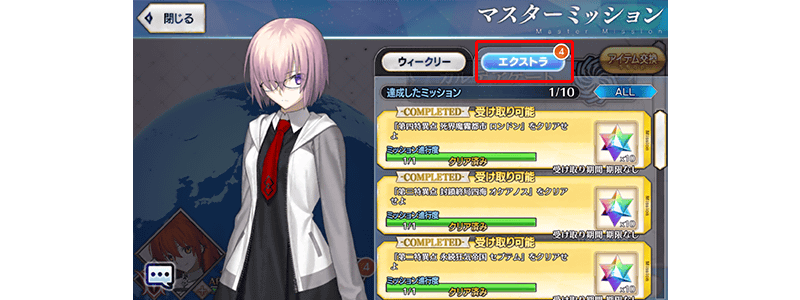 閉じる
マスターミッション
Master Mission
ウィークリー
エクストラ
4
アイテム交換
達成したミッション
1/10
ALL
COMPLETED 受け取り可能
「第四特異点 死界魔霧都市 ロンドン」をクリアせ
よ
ミッション進行度
1/1
クリア済み
x10
Mission
受け取り期間 期限なし
COMPLETED 受け取り可能
「第三特異点 封鎖終局四海 オケアノス」をクリア
せよ
ミッション進行度
1/1
クリア済み
x10
Mission
受け取り期間 期限なし
COMPLETED 受け取り可能
「第二特異点 永続狂気帝国 セプテム」をクリアせ
よ
ミッション進行度
1/1
クリア済み
x10
Mission
4